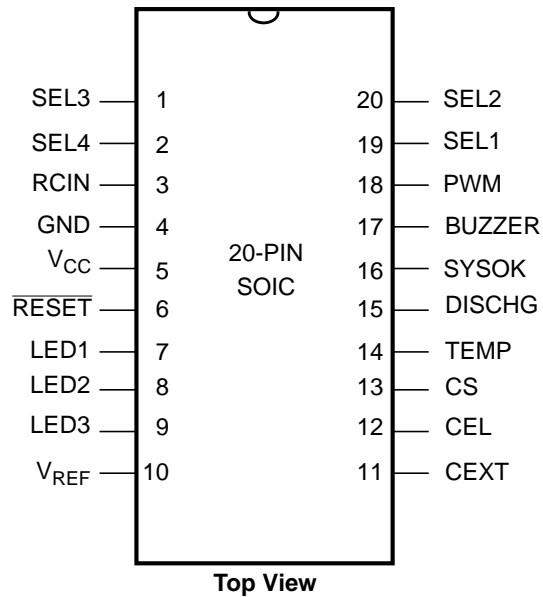 SEL3 1 20 SEL2
SEL4 2 19 SEL1
RCIN 3 18 PWM
GND 4 17 BUZZER
VCC 5 16 SYSOK
RESET 6 15 DISCHG
LED1 7 14 TEMP
LED2 8 13 CS
LED3 9 12 CEL
VREF 10 11 CEXT
20-PIN
SOIC
Top View